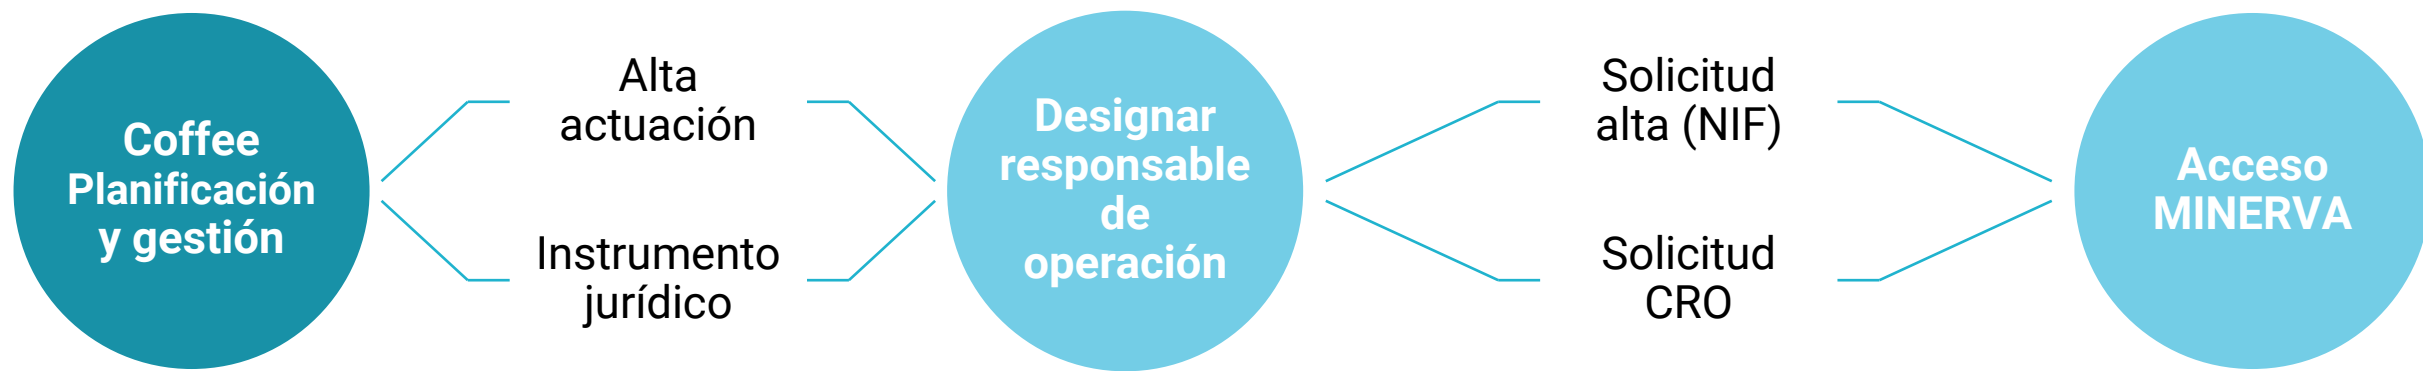 Coffee
Planificación
y gestión
Alta
actuación
Instrumento
jurídico
Designar
responsable
de
operación
Solicitud
alta (NIF)
Solicitud
CRO
Acceso
MINERVA